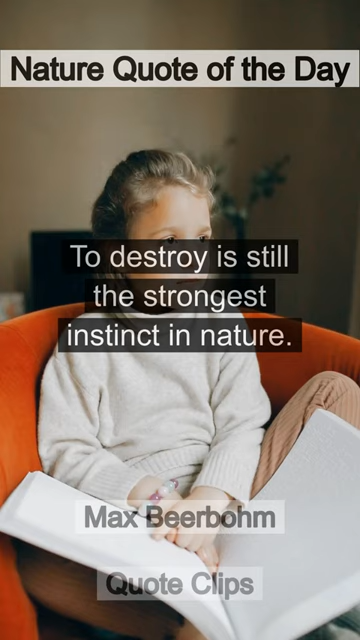 Nature Quote of the Day
To destroy is still
the strongest
instinct in nature.
Max Beerbohm
Quote Clips